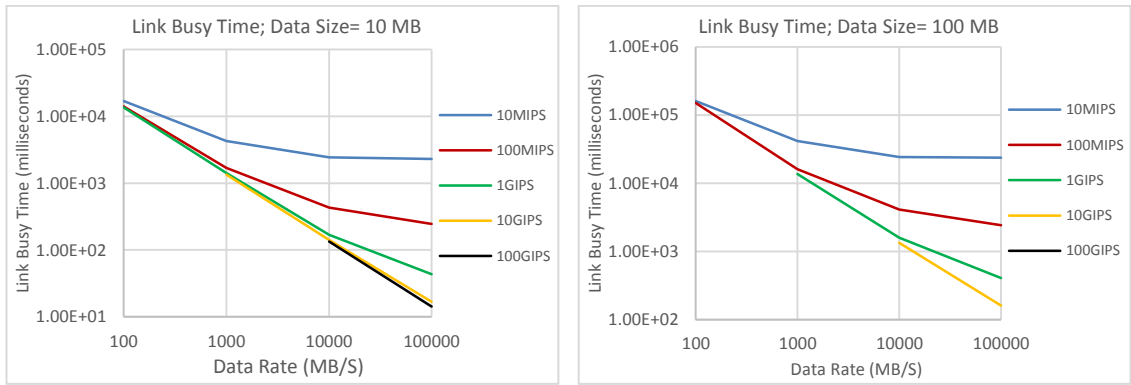 Link Busy Time; Data Size= 10 MB
Link Busy Time (milliseconds)
1.00E+05
1.00E+04
1.00E+03
1.00E+02
1.00E+01
100
1000
10000
100000
Data Rate (MB/S)
10MIPS
100MIPS
1GIPS
10GIPS
100GIPS
Link Busy Time; Data Size= 100 MB
Link Busy Time (milliseconds)
1.00E+06
1.00E+05
1.00E+04
1.00E+03
1.00E+02
100
1000
10000
100000
Data Rate (MB/S)
10MIPS
100MIPS
1GIPS
10GIPS
100GIPS